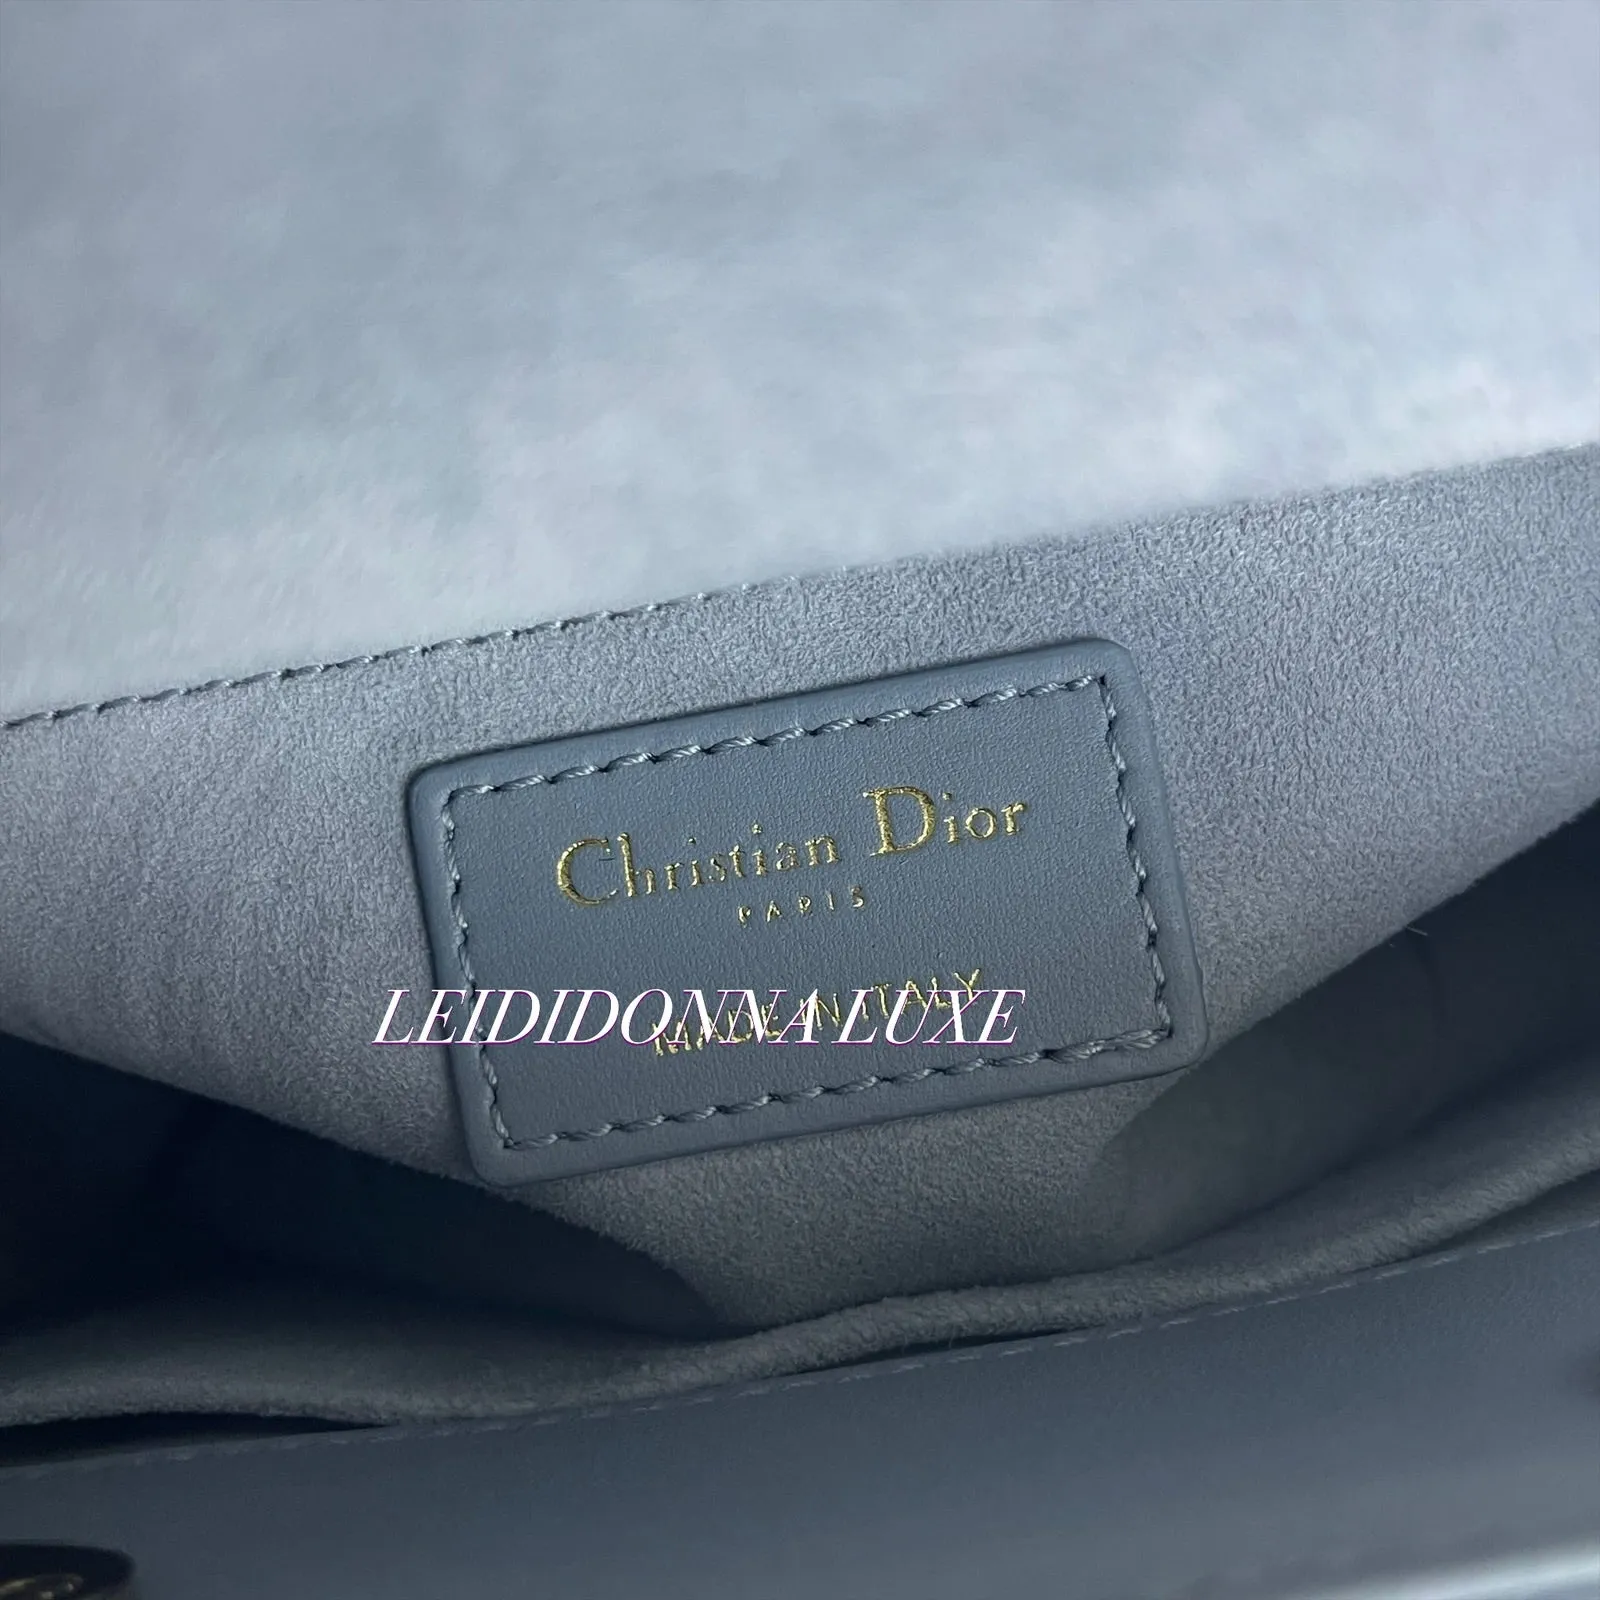 Christian Dior
PARIS
MADE IN ITALY
LEIDIDONNA LUXE